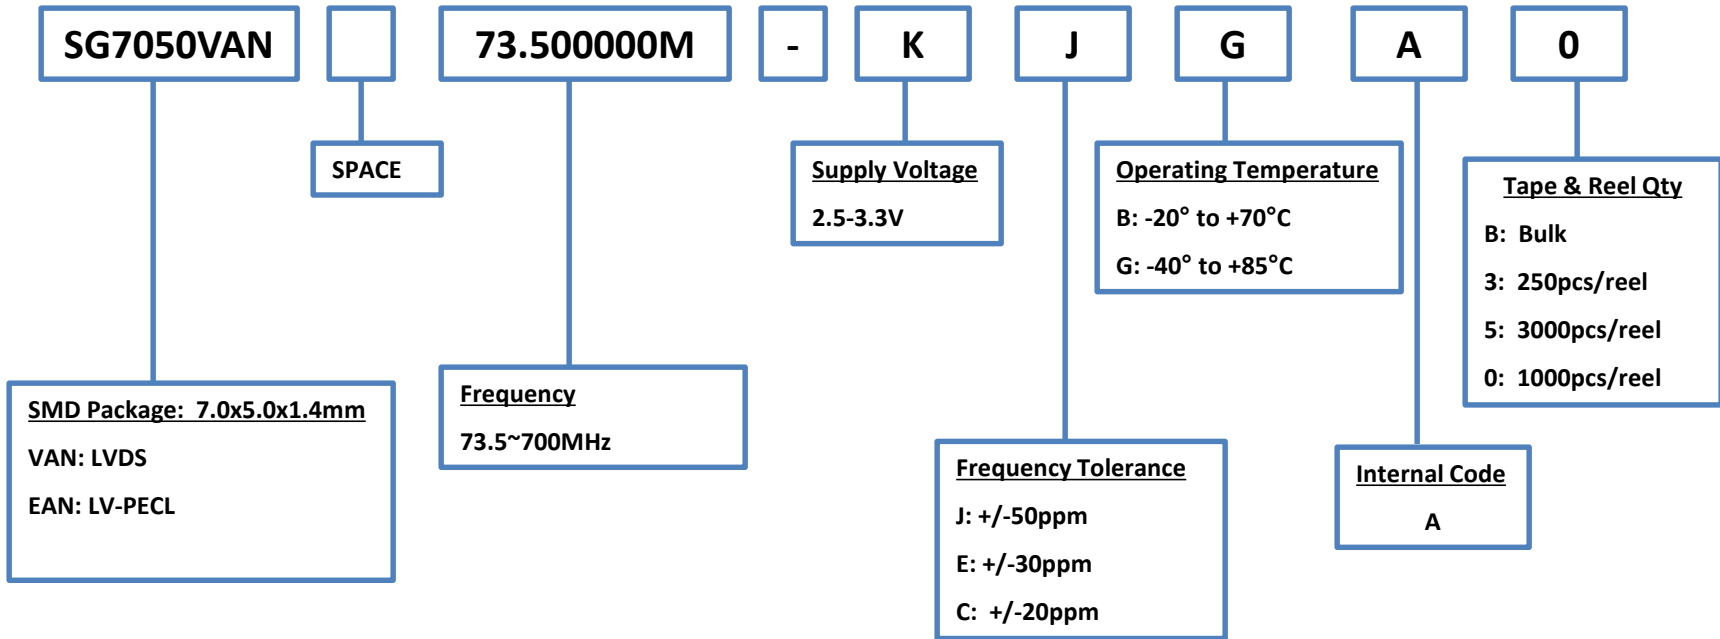 SG7050VAN 73.500000M - K J G A 0
SPACE
Supply Voltage
2.5-3.3V
Operating Temperature
B: -20° to +70°C
G: -40° to +85°C
Tape & Reel Qty
B: Bulk
3: 250pcs/reel
5: 3000pcs/reel
0: 1000pcs/reel
SMD Package: 7.0x5.0x1.4mm
VAN: LVDS
EAN: LV-PECL
Frequency
73.5~700MHz
Frequency Tolerance
J: +/-50ppm
E: +/-30ppm
C: +/-20ppm
Internal Code
A